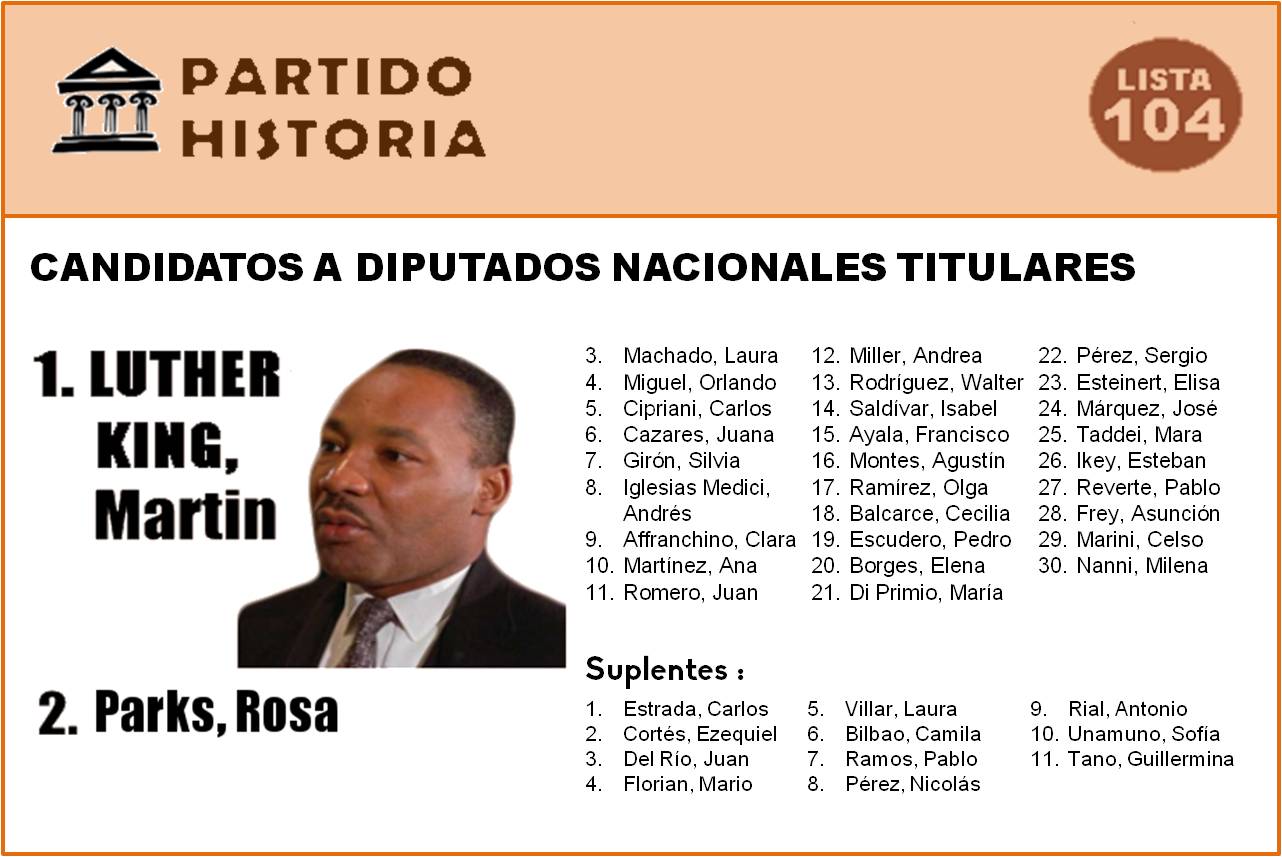 PARTIDO
HISTORIA
LISTA
104
CANDIDATOS A DIPUTADOS NACIONALES TITULARES
1. LUTHER
KING,
Martin
2. Parks, Rosa
3. Machado, Laura
4. Miguel, Orlando
5. Cipriani, Carlos
6. Cazares, Juana
7. Girón, Silvia
8. Iglesias Medici,
Andrés
9. Affranchino, Clara
10. Martínez, Ana
11. Romero, Juan
12. Miller, Andrea
13. Rodríguez, Walter
14. Saldívar, Isabel
15. Ayala, Francisco
16. Montes, Agustín
17. Ramírez, Olga
18. Balcarce, Cecilia
19. Escudero, Pedro
20. Borges, Elena
21. Di Primio, María
22. Pérez, Sergio
23. Esteinert, Elisa
24. Márquez, José
25. Taddei, Mara
26. Ikey, Esteban
27. Reverte, Pablo
28. Frey, Asunción
29. Marini, Celso
30. Nanni, Milena
Suplentes :
1. Estrada, Carlos
2. Cortés, Ezequiel
3. Del Río, Juan
4. Florian, Mario
5. Villar, Laura
6. Bilbao, Camila
7. Ramos, Pablo
8. Pérez, Nicolás
9. Rial, Antonio
10. Unamuno, Sofía
11. Tano, Guillermina